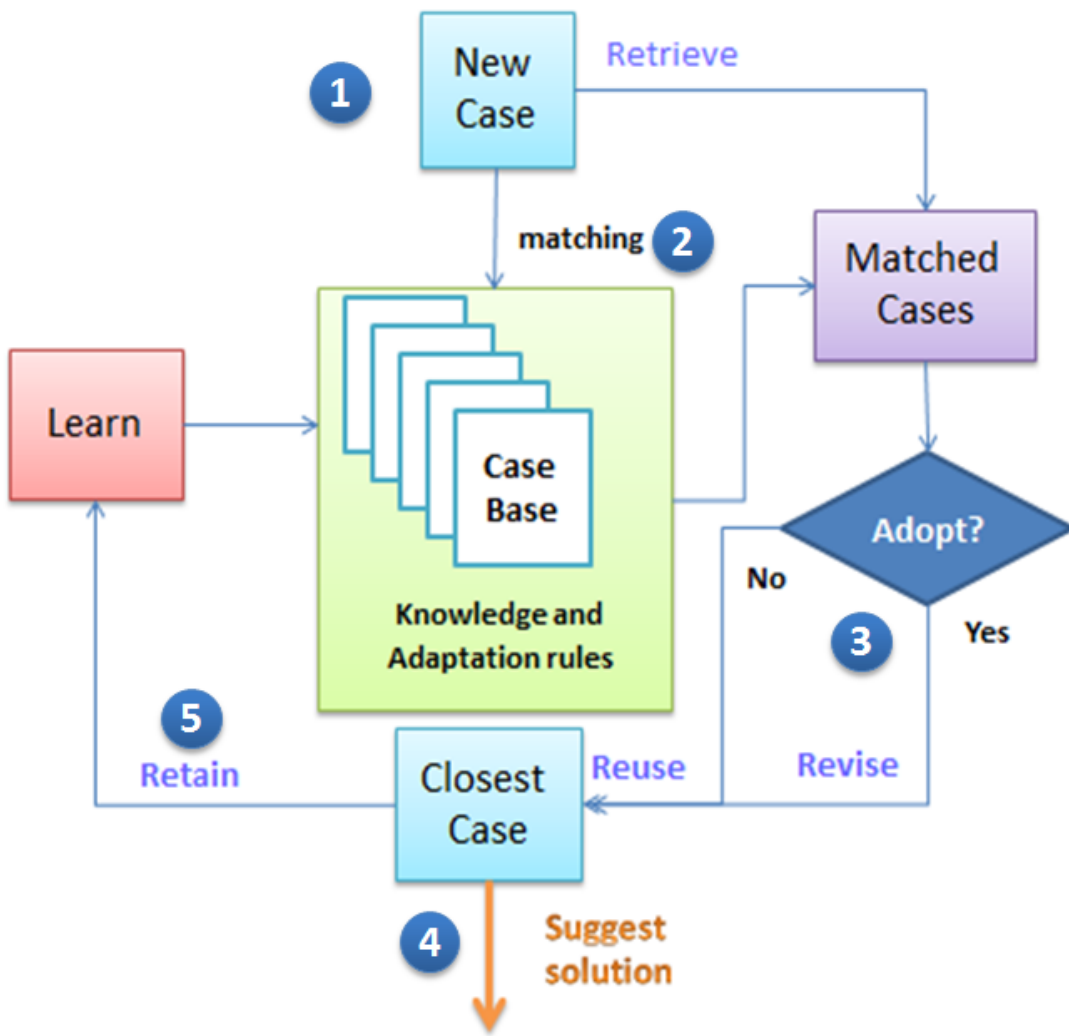 1
New
Case
Retrieve
matching
2
Matched
Cases
Learn
Case
Base
Knowledge and
Adaptation rules
Adopt?
No
Yes
3
5
Retain
Closest
Case
Reuse
Revise
4
Suggest
solution